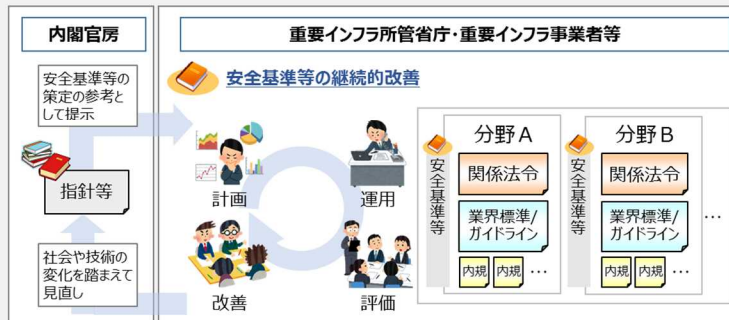 内閣官房
重要インフラ所管省庁・重要インフラ事業者等
安全基準等の
策定の参考と
して提示
指針等
社会や技術の
変化を踏まえて
見直し
安全基準等の継続的改善
計画
運用
改善
評価
安全基準等
分野A
関係法令
業界標準/
ガイドライン
内規 内規 …
安全基準等
分野B
関係法令
業界標準/
ガイドライン
内規 内規 …
…